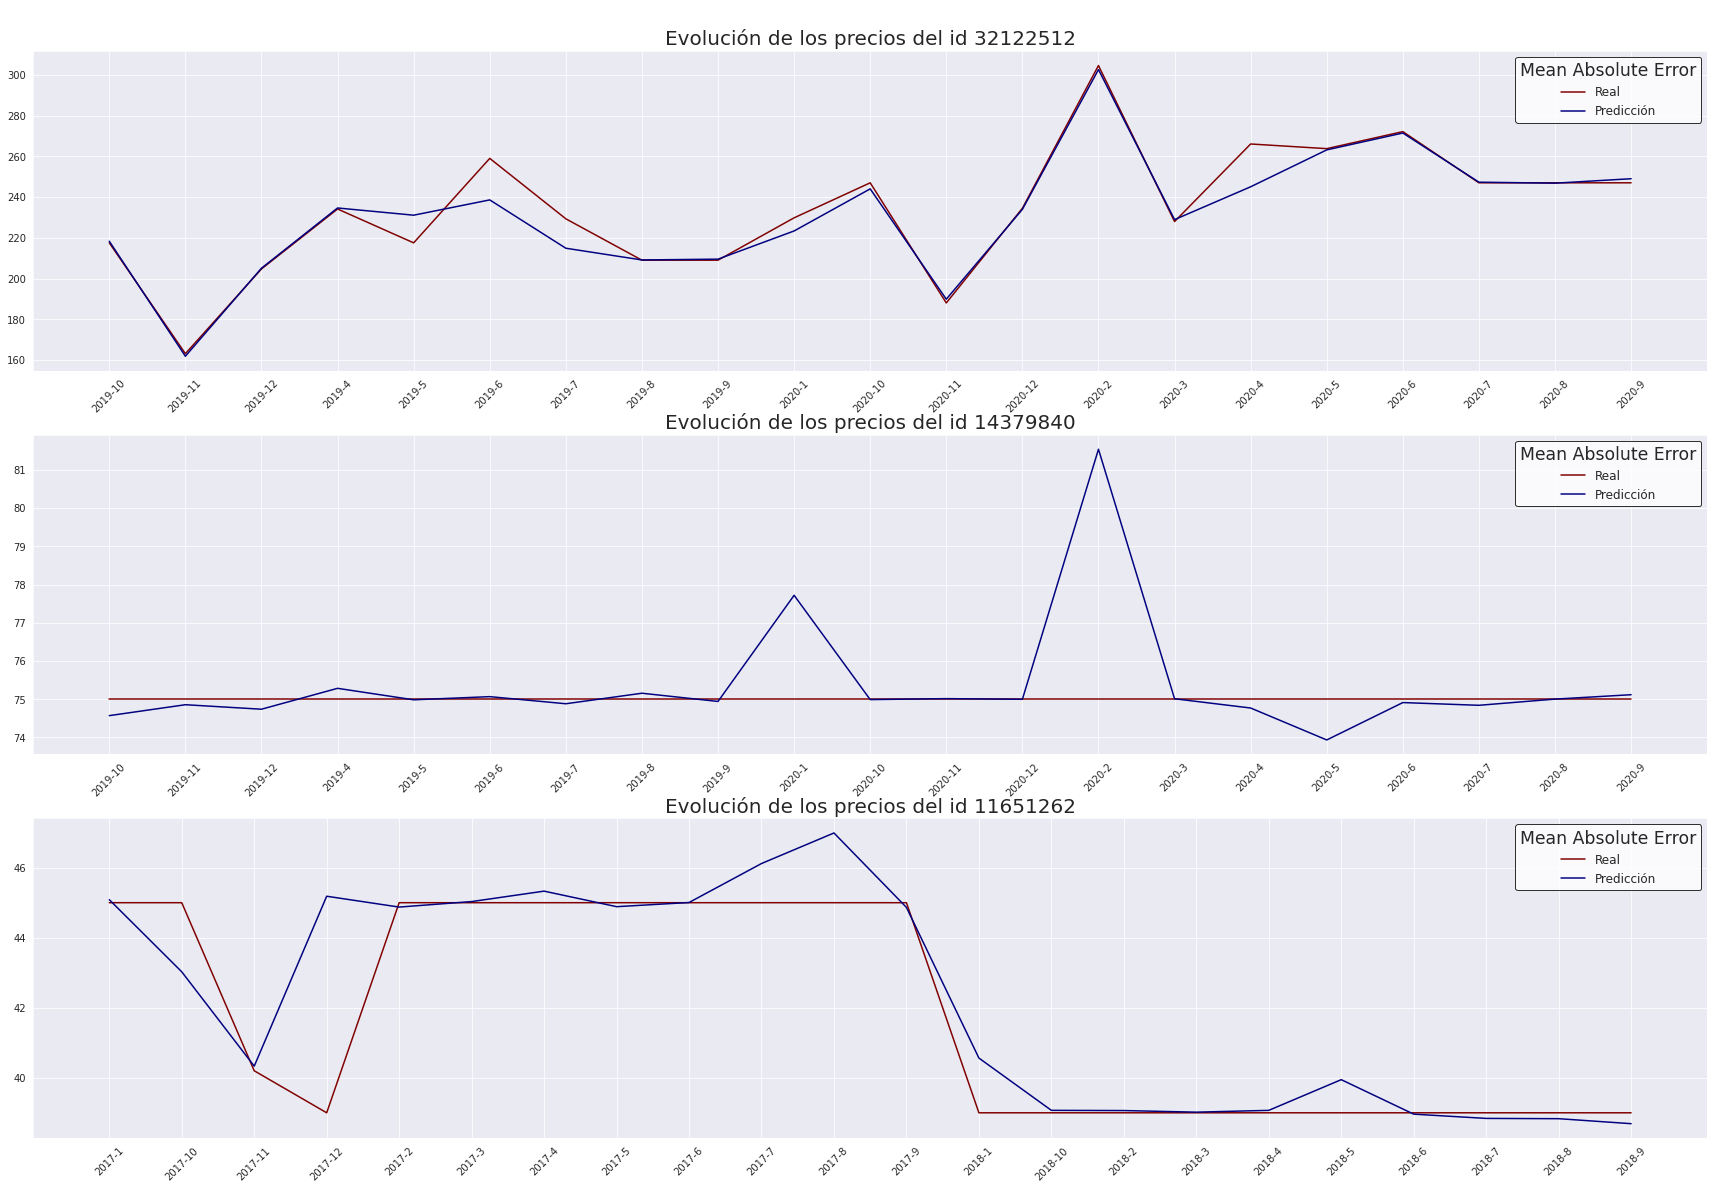 Evolución de los precios del id 32122512
Mean Absolute Error
Real
Predicción
300
280
260
240
220
200
180
160
2019-10 2019-11 2019-12 2019-4 2019-5 2019-6 2019-7 2019-8 2019-9 2020-1 2020-10 2020-11 2020-12 2020-2 2020-3 2020-4 2020-5 2020-6 2020-7 2020-8 2020-9
Evolución de los precios del id 14379840
Mean Absolute Error
Real
Predicción
81
80
79
78
77
76
75
74
2019-10 2019-11 2019-12 2019-4 2019-5 2019-6 2019-7 2019-8 2019-9 2020-1 2020-10 2020-11 2020-12 2020-2 2020-3 2020-4 2020-5 2020-6 2020-7 2020-8 2020-9
Evolución de los precios del id 11651262
Mean Absolute Error
Real
Predicción
46
44
42
40
2017-1 2017-10 2017-11 2017-12 2017-2 2017-3 2017-4 2017-5 2017-6 2017-7 2017-8 2017-9 2018-1 2018-10 2018-2 2018-3 2018-4 2018-5 2018-6 2018-7 2018-8 2018-9